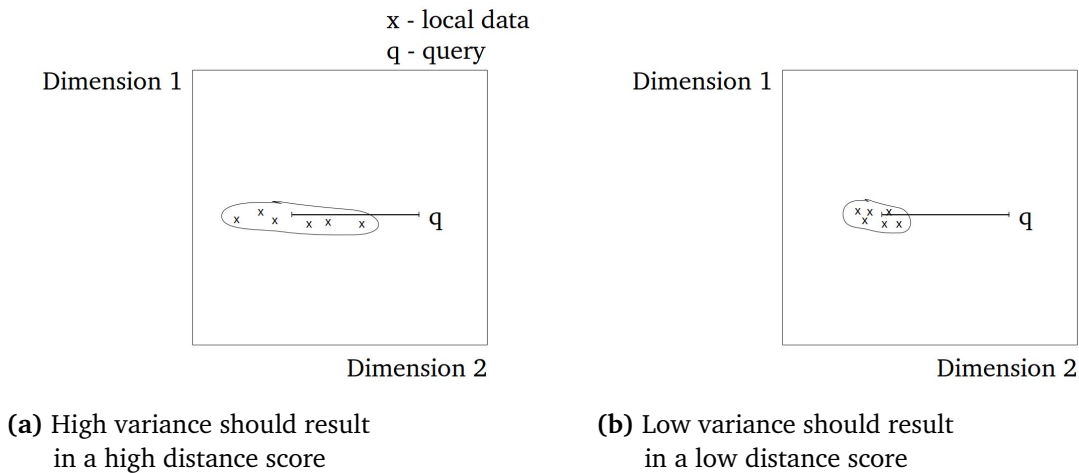 x - local data
q - query
Dimension 1
x x x x x x
q
Dimension 2
(a) High variance should result
in a high distance score
Dimension 1
x x x x x x x
q
Dimension 2
(b) Low variance should result
in a low distance score